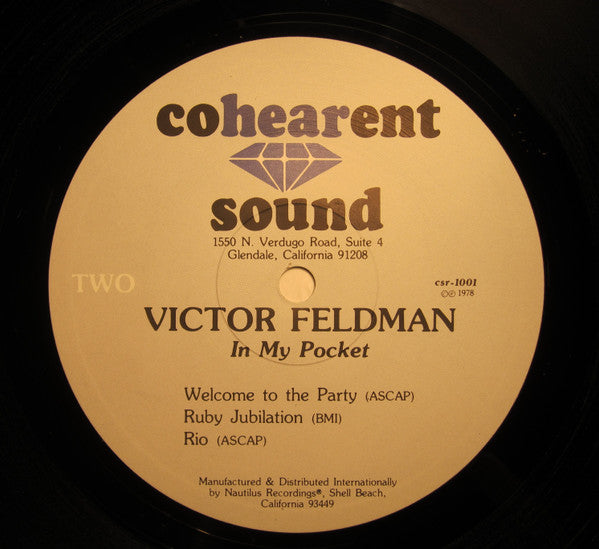 cohearent
sound
1550 N. Verdugo Road, Suite 4
Glendale, California 91208
TWO
csr-1001
©℗ 1978
VICTOR FELDMAN
In My Pocket
Welcome to the Party (ASCAP)
Ruby Jubilation (BMI)
Rio (ASCAP)
Manufactured & Distributed Internationally
by Nautilus Recordings®, Shell Beach,
California 93449